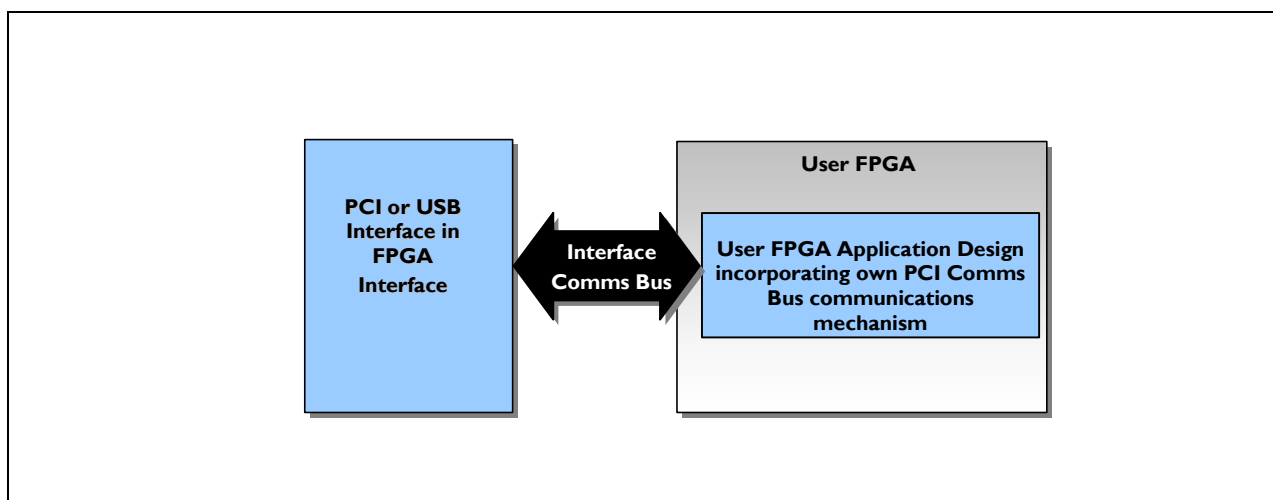 PCI or USB
Interface in
FPGA
Interface
Interface
Comms Bus
User FPGA
User FPGA Application Design
incorporating own PCI Comms
Bus communications
mechanism